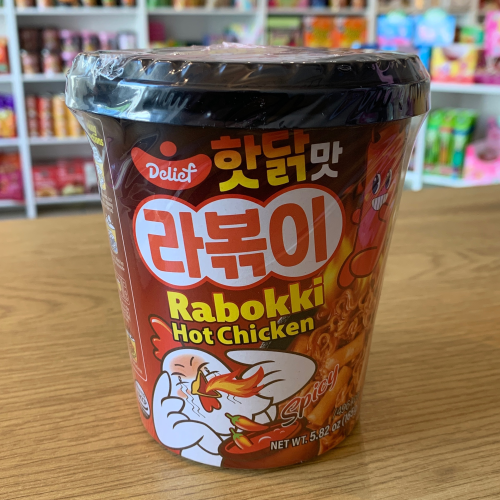 Delief
핫닭맛
라볶이
Rabokki
Hot Chicken
Spicy
NET WT. 5.82 oz